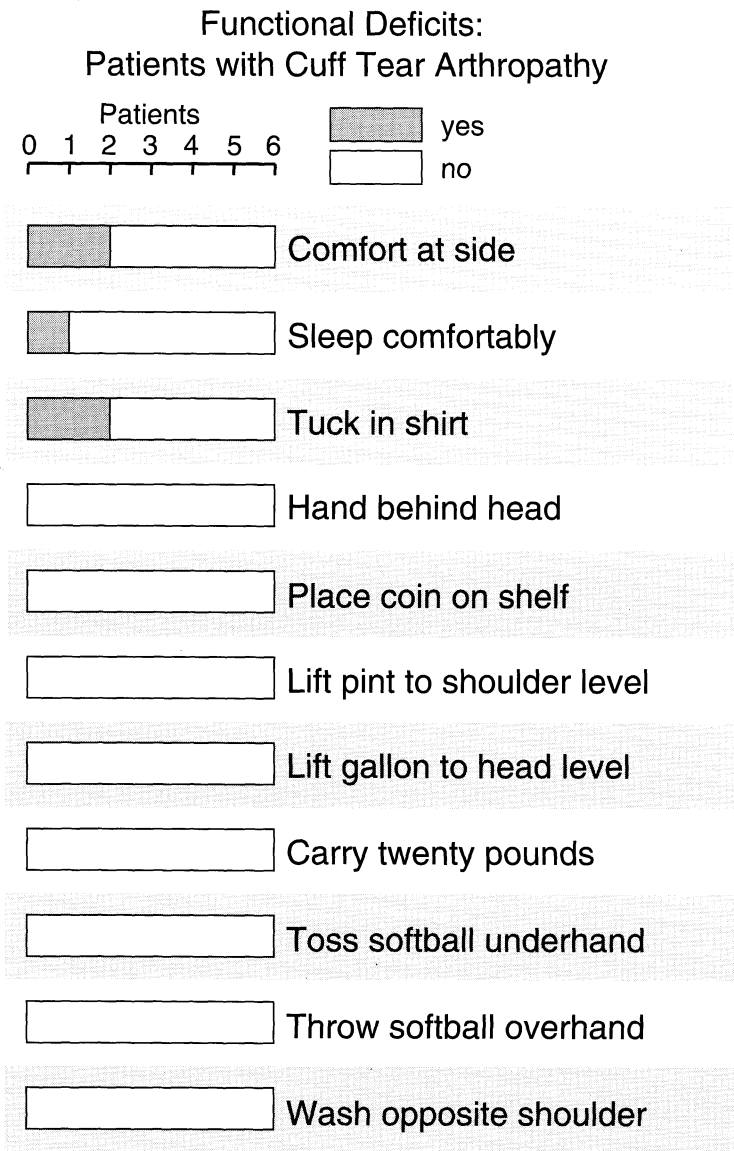 Functional Deficits:
Patients with Cuff Tear Arthropathy
Patients
0 1 2 3 4 5 6
yes
no
Comfort at side
Sleep comfortably
Tuck in shirt
Hand behind head
Place coin on shelf
Lift pint to shoulder level
Lift gallon to head level
Carry twenty pounds
Toss softball underhand
Throw softball overhand
Wash opposite shoulder